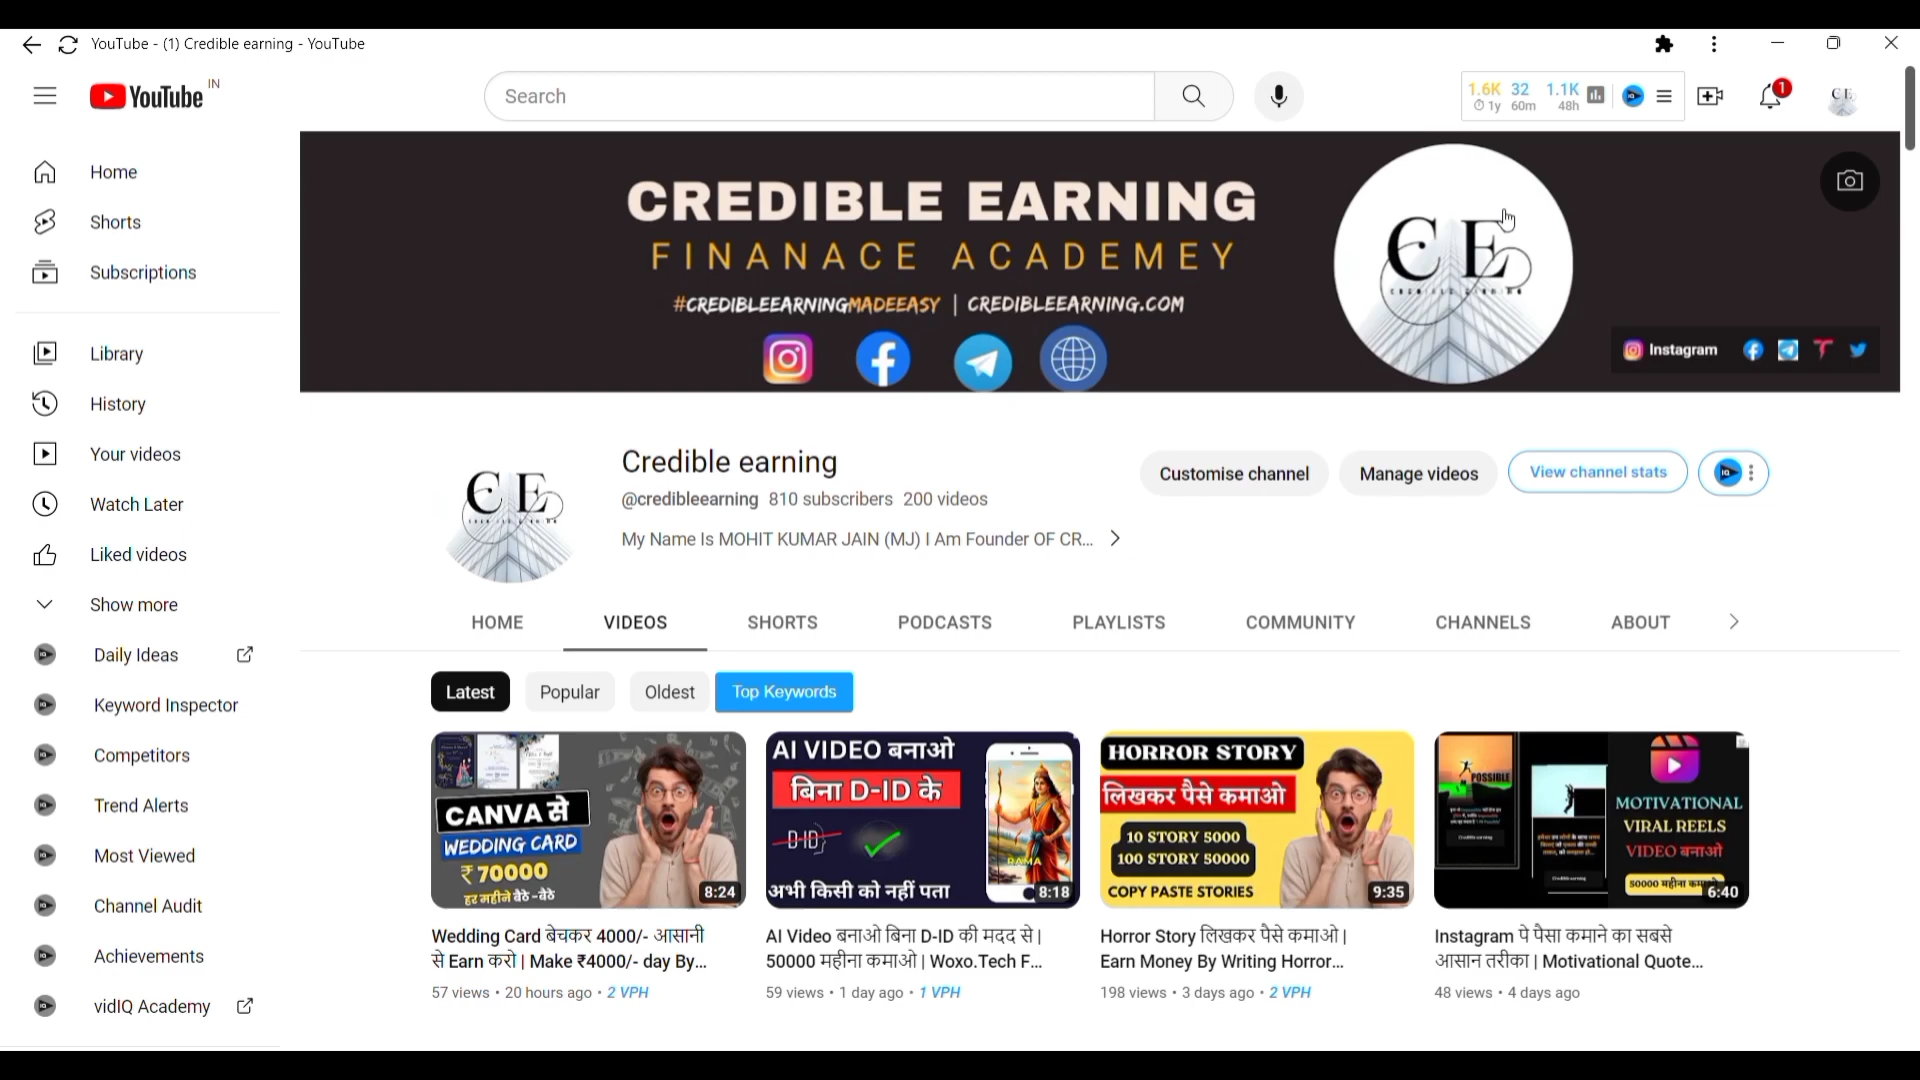 YouTube - (1) Credible earning - YouTube
YouTube IN
Search
1.6K 32 1.1K
1y 60m 48h
1
CE
Home
Shorts
Subscriptions
Library
History
Your videos
Watch Later
Liked videos
Show more
Daily Ideas
Keyword Inspector
Competitors
Trend Alerts
Most Viewed
Channel Audit
Achievements
vidIQ Academy
CREDIBLE EARNING
FINANACE ACADEMEY
#CREDIBLEEARNINGMADEEASY | CREDIBLEEARNING.COM
CE
CREDIBLE EARNING
Instagram
CE
Credible earning
@credibleearning 810 subscribers 200 videos
My Name Is MOHIT KUMAR JAIN (MJ) I Am Founder OF CR...
Customise channel
Manage videos
View channel stats
HOME VIDEOS SHORTS PODCASTS PLAYLISTS COMMUNITY CHANNELS ABOUT
Latest Popular Oldest Top Keywords
CANVA से
WEDDING CARD
₹70000
हर महीने बैठे-बैठे
8:24
Wedding Card बेचकर 4000/- आसानी
से Earn करो | Make ₹4000/- day By...
57 views • 20 hours ago • 2 VPH
AI VIDEO बनाओ
बिना D-ID के
D-ID
RAMA
अभी किसी को नहीं पता
8:18
AI Video बनाओ बिना D-ID की मदद से |
50000 महीना कमाओ | Woxo.Tech F...
59 views • 1 day ago • 1 VPH
HORROR STORY
लिखकर पैसे कमाओ
10 STORY 5000
100 STORY 50000
COPY PASTE STORIES
9:35
Horror Story लिखकर पैसे कमाओ |
Earn Money By Writing Horror...
198 views • 3 days ago • 2 VPH
POSSIBLE
MOTIVATIONAL
VIRAL REELS
VIDEO बनाओ
50000 महीना
6:40
Instagram पे पैसा कमाने का सबसे
आसान तरीका | Motivational Quote...
48 views • 4 days ago